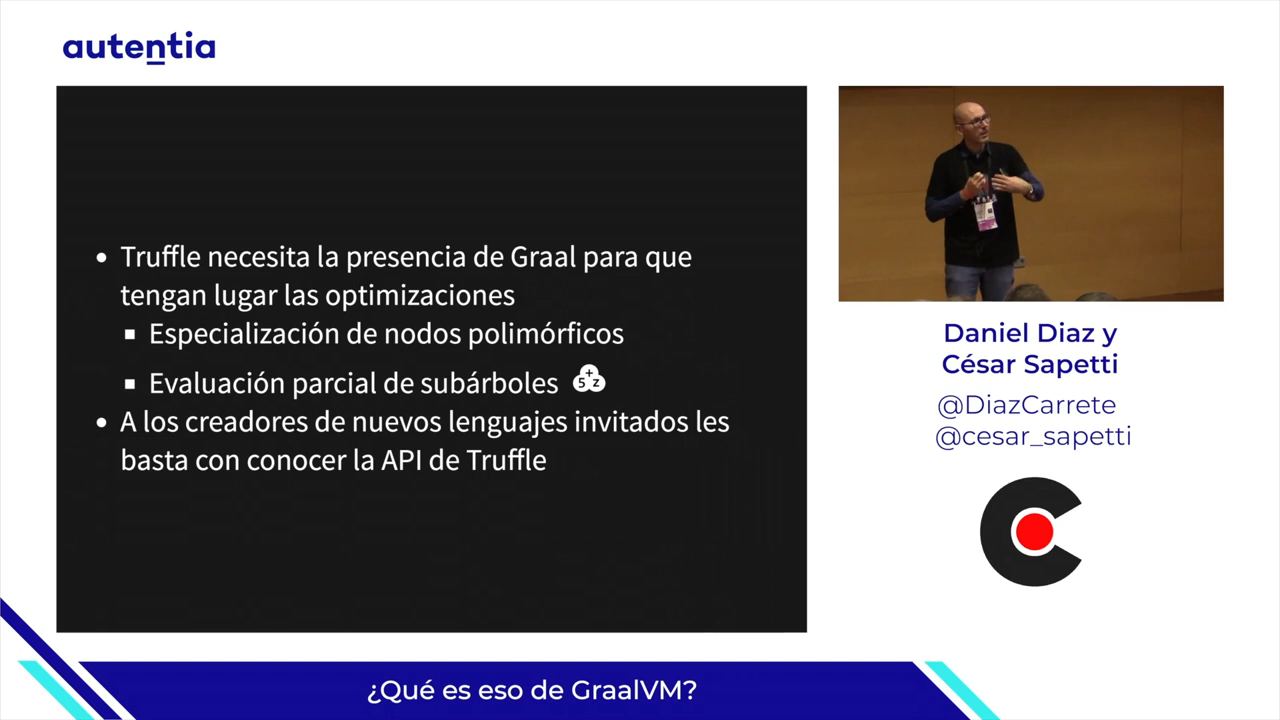 autentia
Truffle necesita la presencia de Graal para que
tengan lugar las optimizaciones
Especialización de nodos polimórficos
Evaluación parcial de subárboles
+
5 z
A los creadores de nuevos lenguajes invitados les
basta con conocer la API de Truffle
Daniel Diaz y
César Sapetti
@DiazCarrete
@cesar_sapetti
¿Qué es eso de GraalVM?